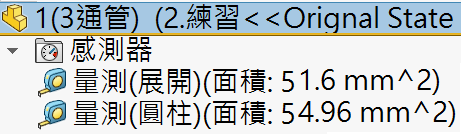 1(3通管) (2.練習<<Orignal State
感測器
量測(展開)(面積: 51.6 mm^2)
量測(圓柱)(面積: 54.96 mm^2)